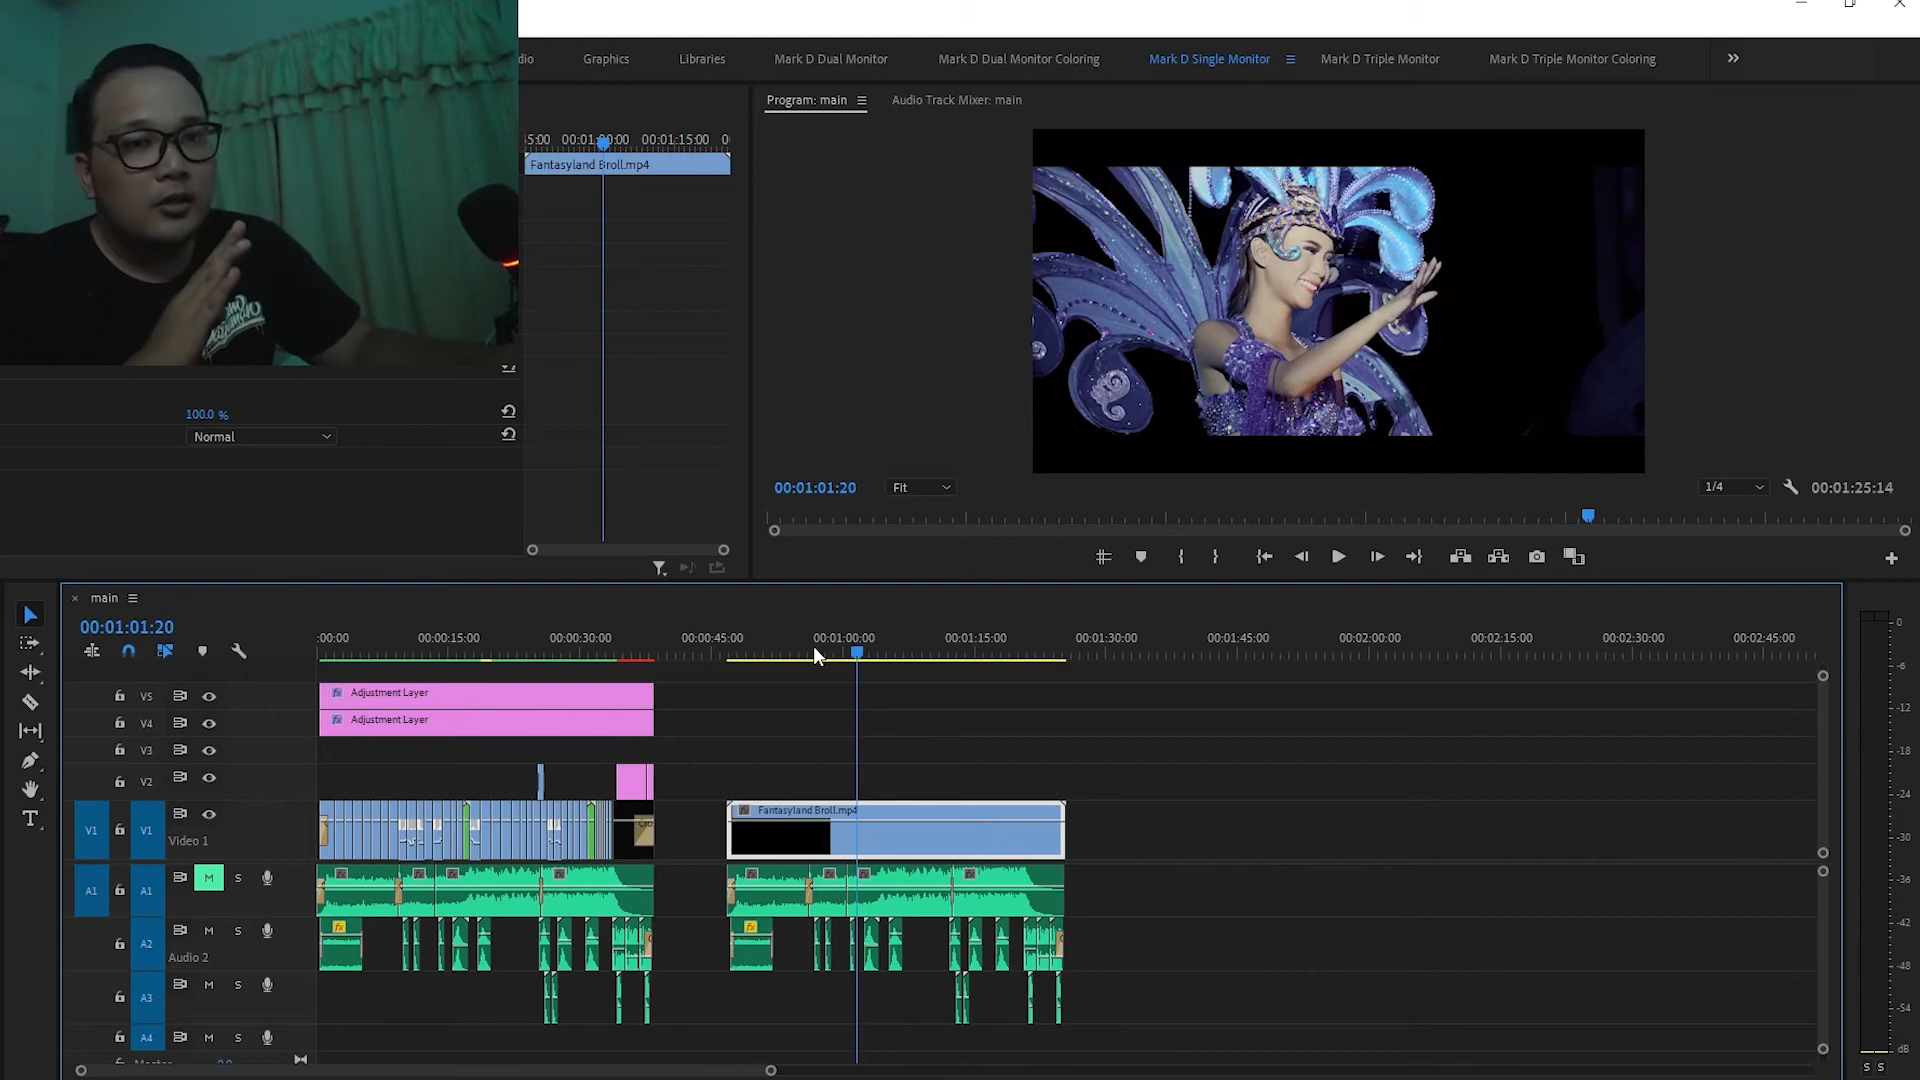 dio Graphics Libraries Mark D Dual Monitor Mark D Dual Monitor Coloring Mark D Single Monitor Mark D Triple Monitor Mark D Triple Monitor Coloring
Program: main Audio Track Mixer: main
00:01:00:00 00:01:15:00
Fantasyland Broll.mp4
100.0 %
Normal
00:01:01:20 Fit 1/4 00:01:25:14
main
00:01:01:20
:00:00 00:00:15:00 00:00:30:00 00:00:45:00 00:01:00:00 00:01:15:00 00:01:30:00 00:01:45:00 00:02:00:00 00:02:15:00 00:02:30:00 00:02:45:00
V5 fx Adjustment Layer
V4 fx Adjustment Layer
V3
V2
V1 V1 Video 1 fx Fantasyland Broll.mp4
A1 A1 M S
A2 M S
Audio 2
A3 M S
A4 M S
0
-6
-12
-18
-24
-30
-36
-42
-48
-54
dB
S S